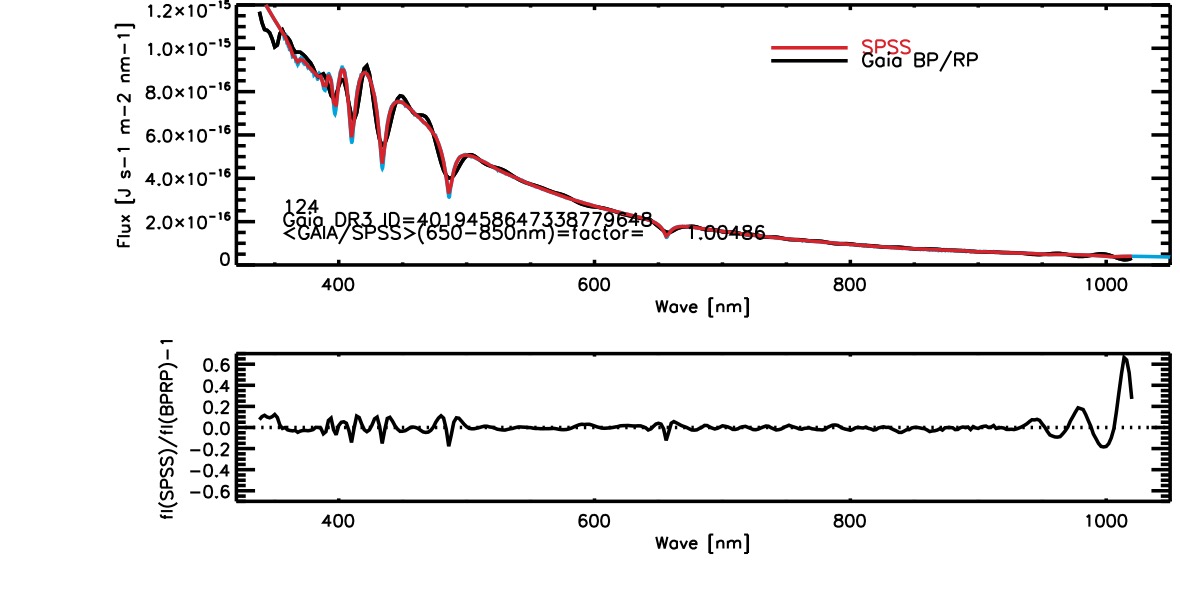 1.2×10⁻¹⁵
1.0×10⁻¹⁵
8.0×10⁻¹⁶
6.0×10⁻¹⁶
4.0×10⁻¹⁶
2.0×10⁻¹⁶
0
Flux [J s−1 m−2 nm−1]
SPSS
Gaia BP/RP
124
Gaia DR3 ID=4019458647338779648
<GAIA/SPSS>(650−850nm)=factor= 1.00486
400 600 800 1000
Wave [nm]
0.6
0.4
0.2
0.0
−0.2
−0.4
−0.6
fl(SPSS)/fl(BPRP)−1
400 600 800 1000
Wave [nm]